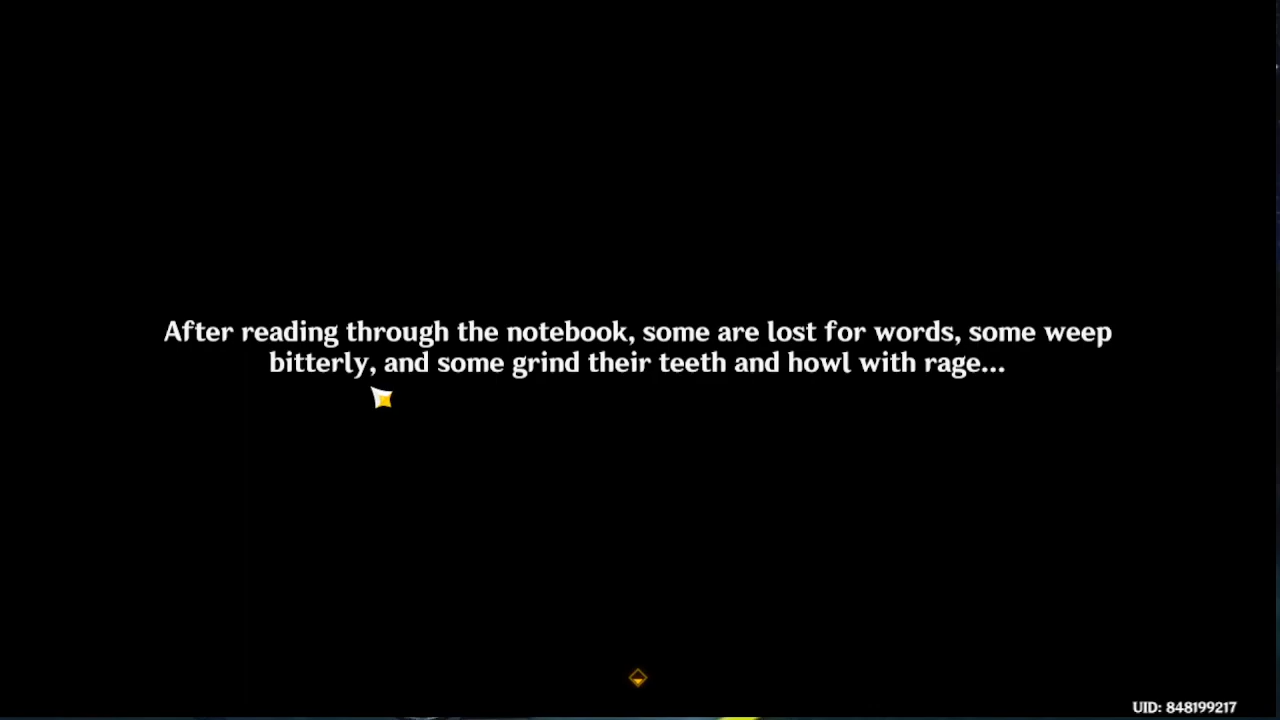 After reading through the notebook, some are lost for words, some weep
bitterly, and some grind their teeth and howl with rage...
UID: 848199217